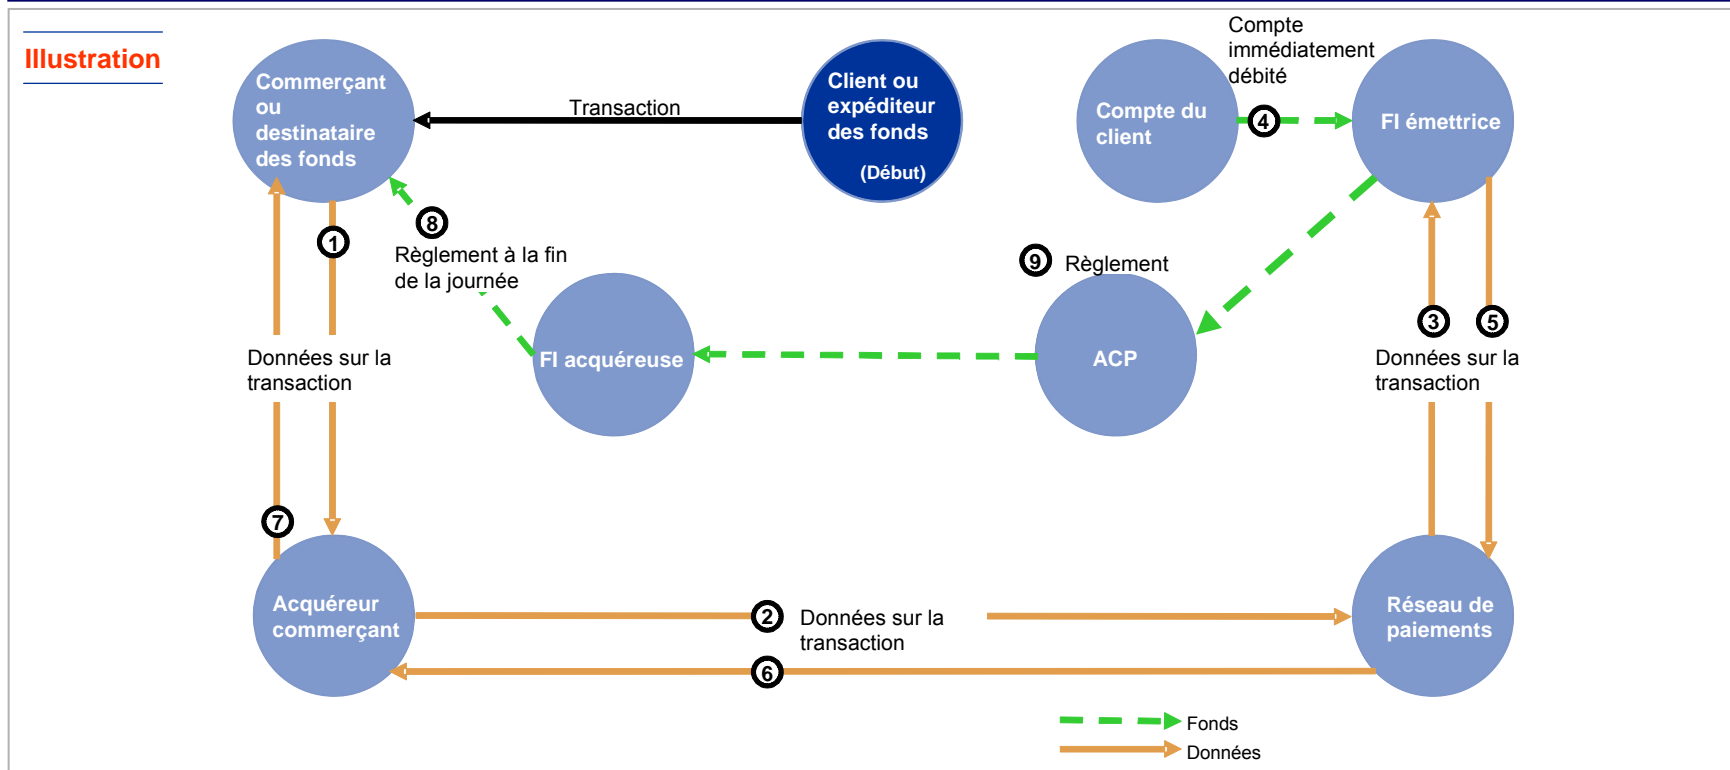 Illustration
Commerçant
ou
destinataire
des fonds
Transaction
Client ou
expéditeur
des fonds
(Début)
Compte
immédiatement
débité
Compte du
client
4
FI émettrice
8
1
Règlement à la fin
de la journée
9
Règlement
3
5
FI acquéreuse
ACP
Données sur la
transaction
Données sur la
transaction
7
Acquéreur
commerçant
2
Données sur la
transaction
6
Réseau de
paiements
Fonds
Données